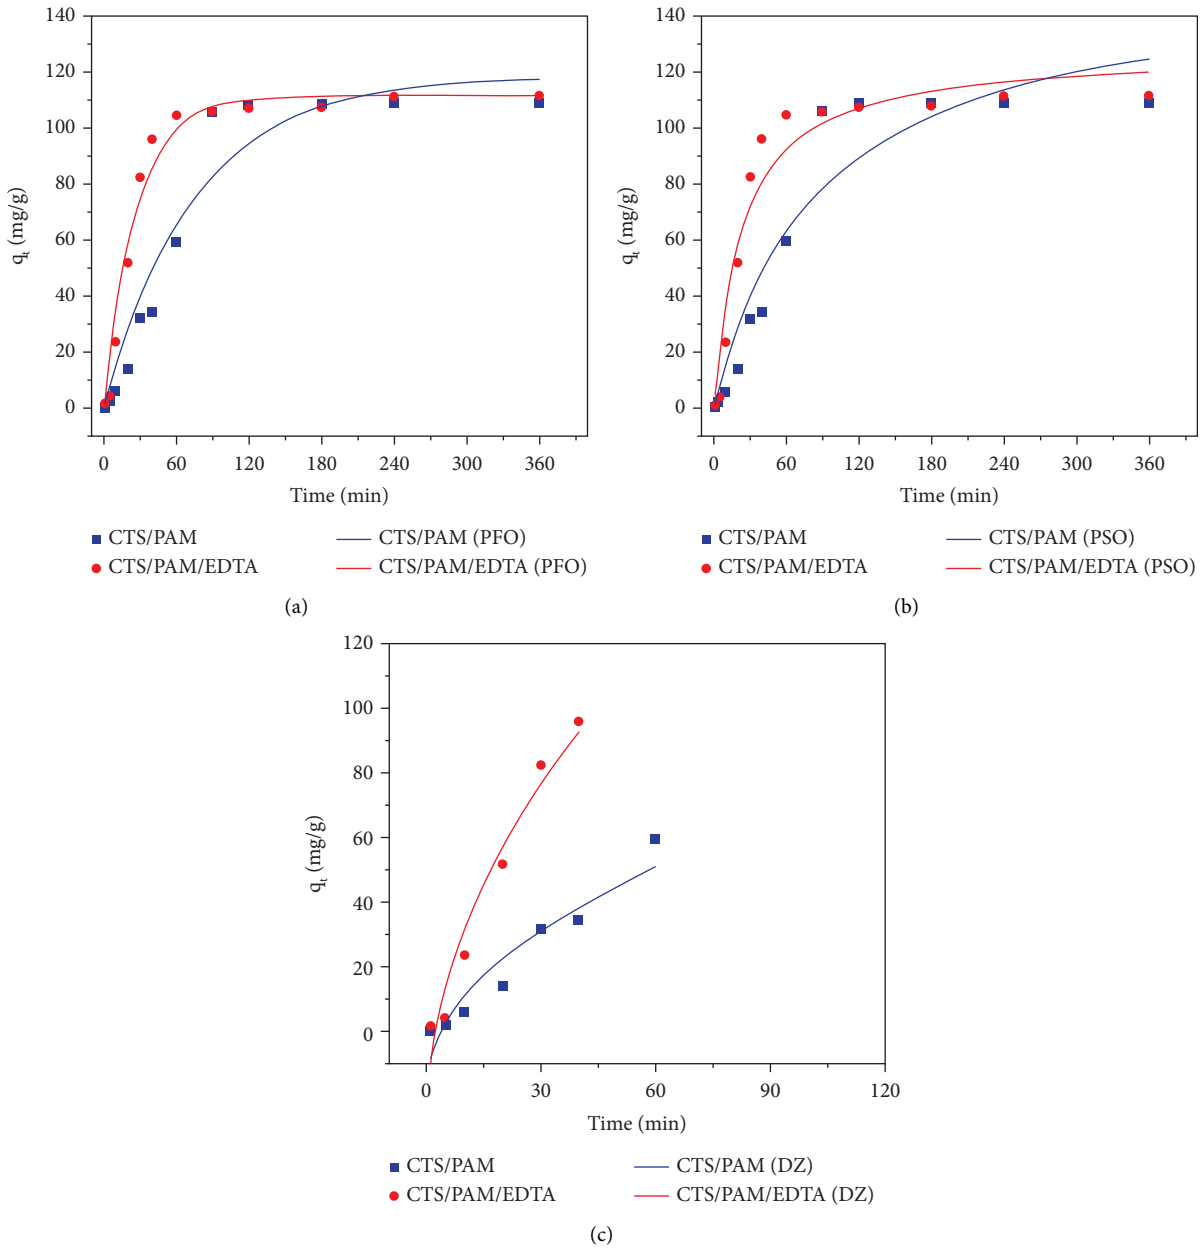 140
120
100
80
60
40
20
0
qt (mg/g)
0 60 120 180 240 300 360
Time (min)
CTS/PAM CTS/PAM (PFO)
CTS/PAM/EDTA CTS/PAM/EDTA (PFO)
(a)
140
120
100
80
60
40
20
0
qt (mg/g)
0 60 120 180 240 300 360
Time (min)
CTS/PAM CTS/PAM (PSO)
CTS/PAM/EDTA CTS/PAM/EDTA (PSO)
(b)
120
100
80
60
40
20
0
qt (mg/g)
0 30 60 90 120
Time (min)
CTS/PAM CTS/PAM (DZ)
CTS/PAM/EDTA CTS/PAM/EDTA (DZ)
(c)